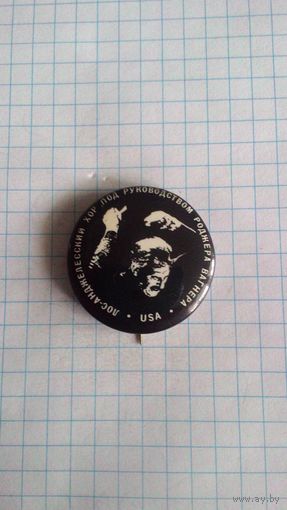 ЛОС-АНДЖЕЛЕССКИЙ ХОР ПОД РУКОВОДСТВОМ РОДЖЕРА ВАГНЕРА
• USA •
www.ay.by